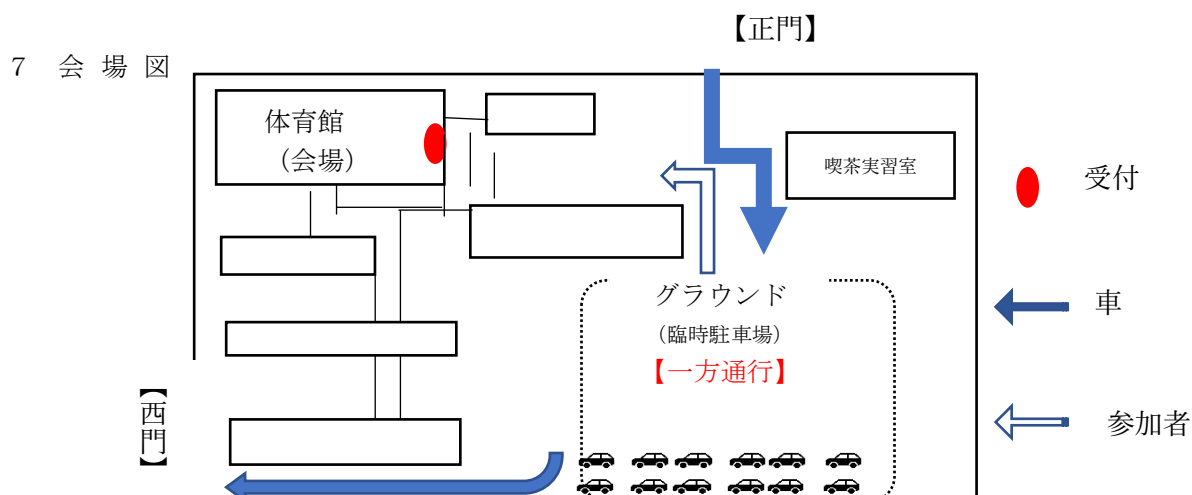 【正門】
7 会場図
体育館
(会場)
喫茶実習室
受付
グラウンド
(臨時駐車場)
【一方通行】
車
【西門】
参加者